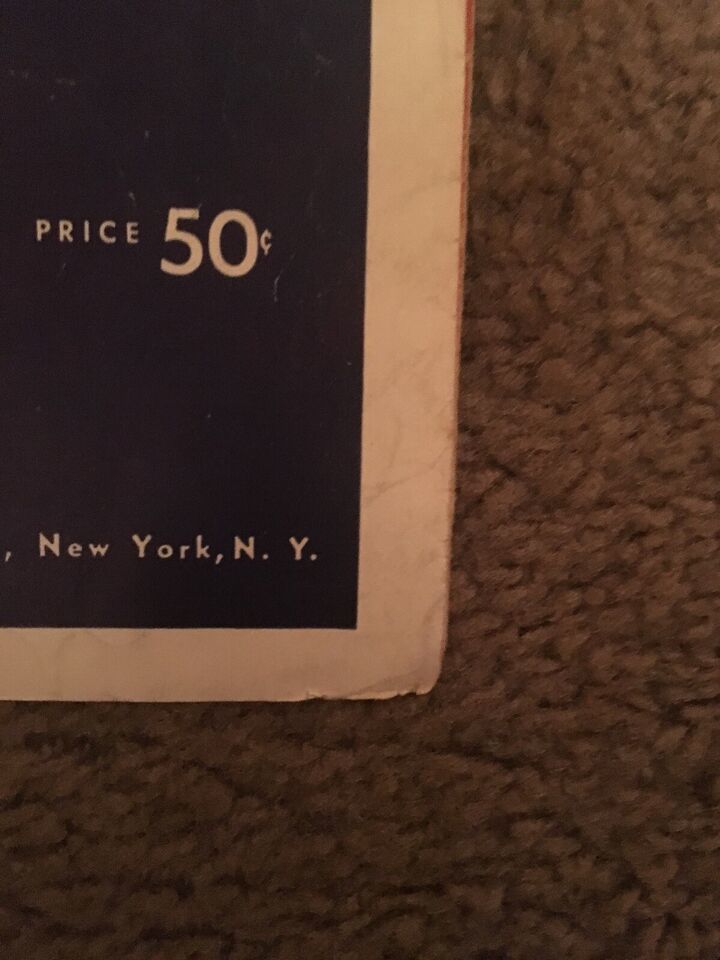 PRICE 50¢
, New York, N. Y.